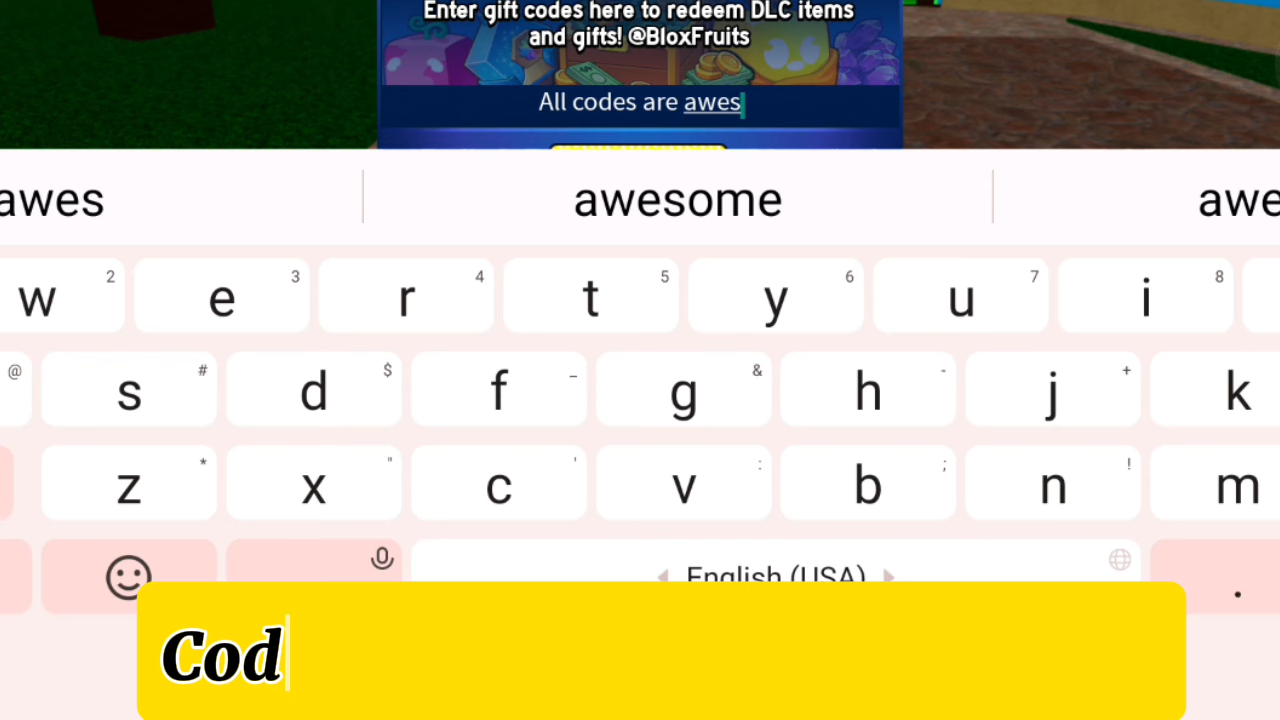 Enter gift codes here to redeem DLC items
and gifts! @BloxFruits
All codes are awes
awes awesome awe
w 2 e 3 r 4 t 5 y 6 u 7 i 8
@ s # d $ f _ g & h - j + k
z * x " c ' v : b ; n ! m
English (USA) .
Cod